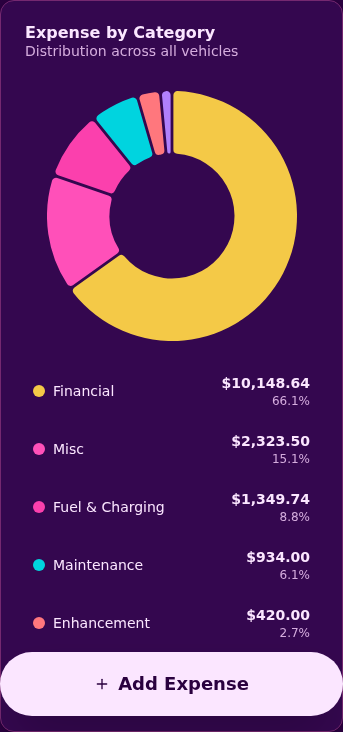 Expense by Category
Distribution across all vehicles
Financial $10,148.64
66.1%
Misc $2,323.50
15.1%
Fuel & Charging $1,349.74
8.8%
Maintenance $934.00
6.1%
Enhancement $420.00
2.7%
+ Add Expense